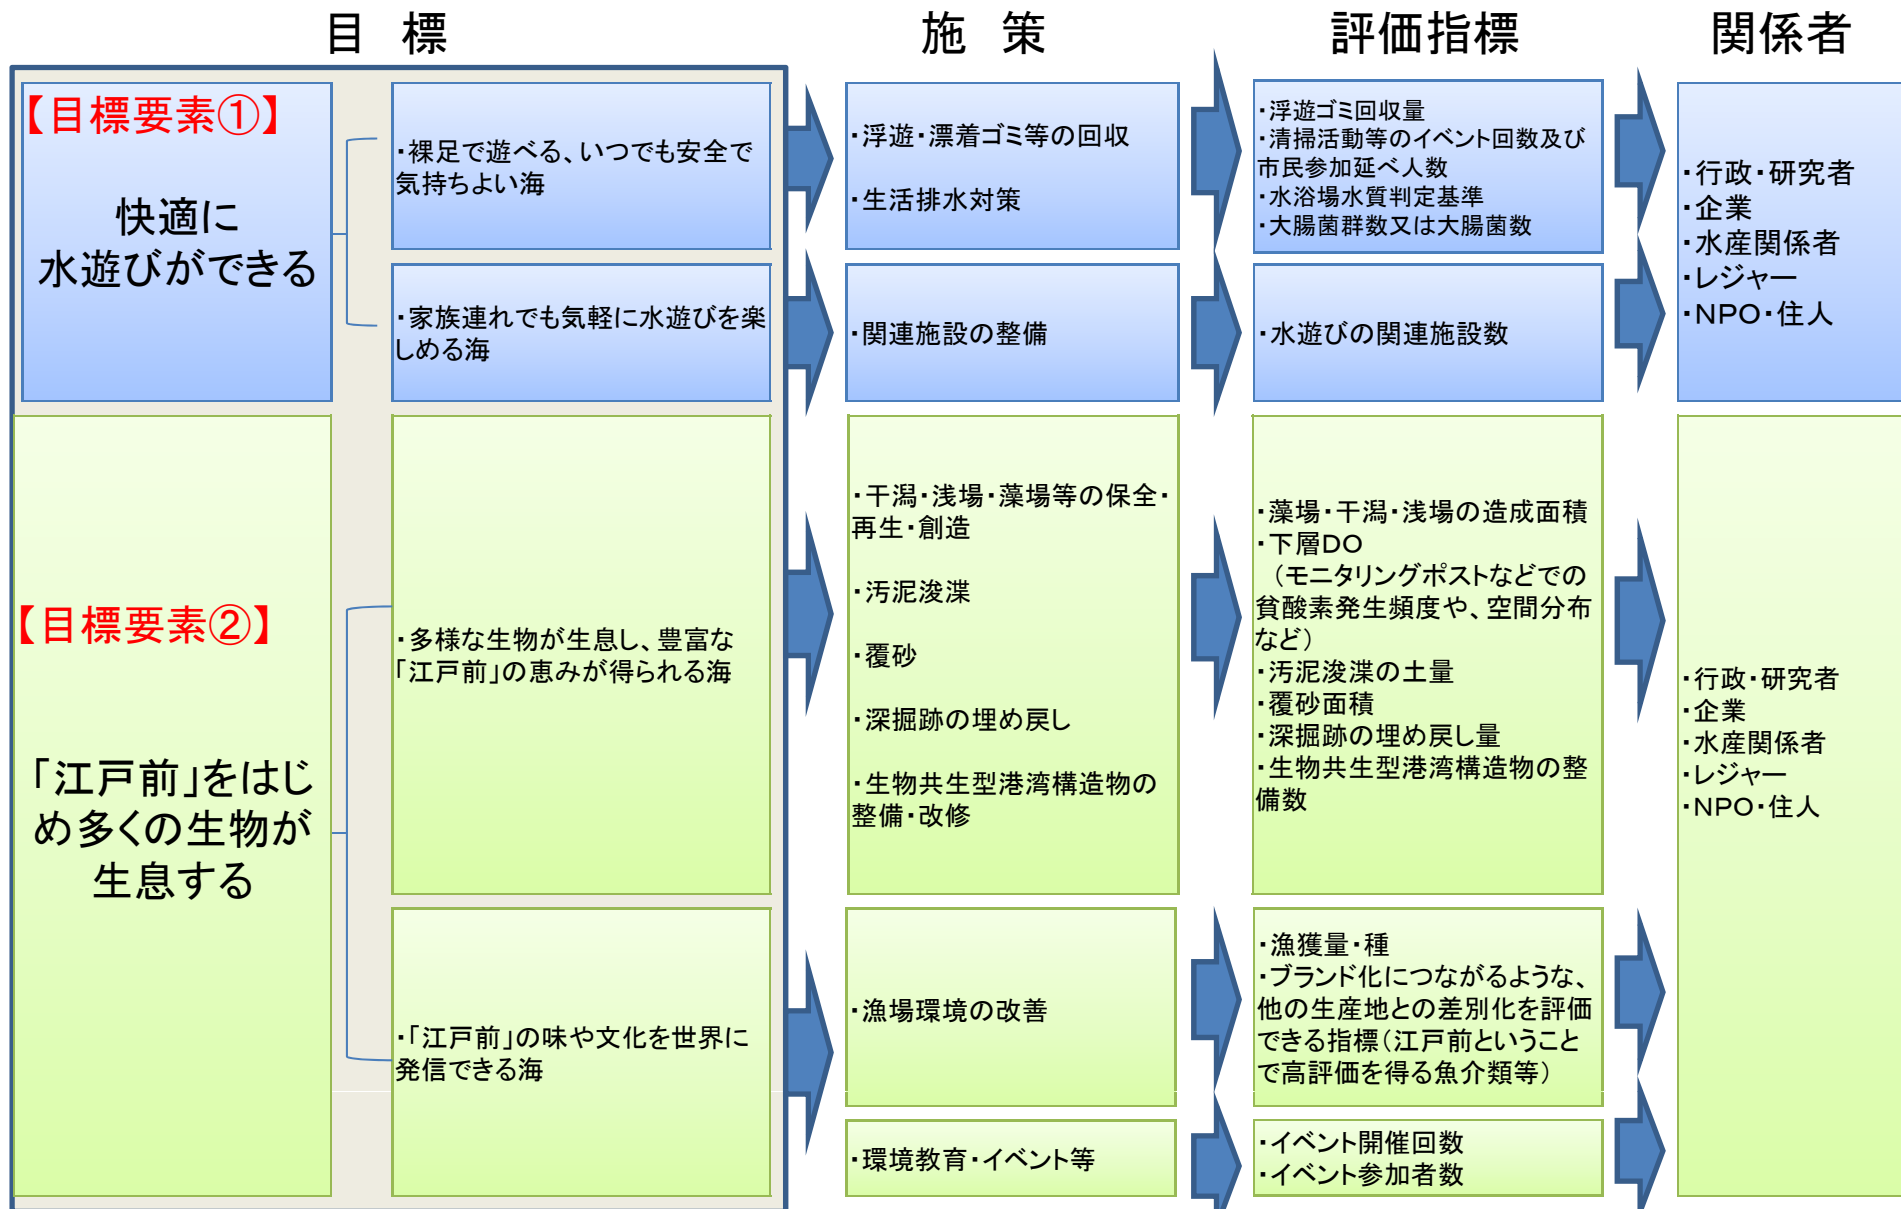 目 標
施 策
評価指標
関係者
【目標要素①】
快適に
水遊びができる
・裸足で遊べる、いつでも安全で
気持ちよい海
・浮遊・漂着ゴミ等の回収
・生活排水対策
・浮遊ゴミ回収量
・清掃活動等のイベント回数及び
市民参加延べ人数
・水浴場水質判定基準
・大腸菌群数又は大腸菌数
・行政・研究者
・企業
・水産関係者
・レジャー
・NPO・住人
・家族連れでも気軽に水遊びを楽
しめる海
・関連施設の整備
・水遊びの関連施設数
【目標要素②】
「江戸前」をはじ
め多くの生物が
生息する
・多様な生物が生息し、豊富な
「江戸前」の恵みが得られる海
・干潟・浅場・藻場等の保全・
再生・創造
・汚泥浚渫
・覆砂
・深掘跡の埋め戻し
・生物共生型港湾構造物の
整備・改修
・藻場・干潟・浅場の造成面積
・下層DO
（モニタリングポストなどでの
貧酸素発生頻度や、空間分布
など）
・汚泥浚渫の土量
・覆砂面積
・深掘跡の埋め戻し量
・生物共生型港湾構造物の整
備数
・行政・研究者
・企業
・水産関係者
・レジャー
・NPO・住人
・「江戸前」の味や文化を世界に
発信できる海
・漁場環境の改善
・漁獲量・種
・ブランド化につながるような、
他の生産地との差別化を評価
できる指標（江戸前ということ
で高評価を得る魚介類等）
・環境教育・イベント等
・イベント開催回数
・イベント参加者数